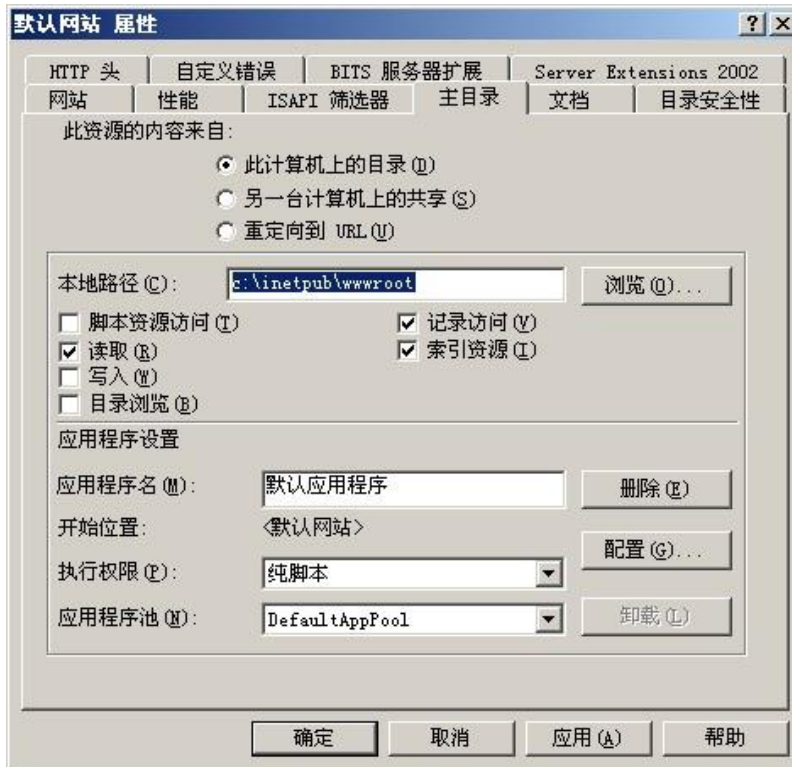 默认网站 属性
HTTP 头 自定义错误 BITS 服务器扩展 Server Extensions 2002
网站 性能 ISAPI 筛选器 主目录 文档 目录安全性
此资源的内容来自:
此计算机上的目录(D)
另一台计算机上的共享(S)
重定向到 URL(U)
本地路径(C): c:\inetpub\wwwroot 浏览(O)...
脚本资源访问(T) 记录访问(V)
读取(R) 索引资源(I)
写入(W)
目录浏览(B)
应用程序设置
应用程序名(M): 默认应用程序 删除(E)
开始位置: <默认网站>
配置(G)...
执行权限(P): 纯脚本
应用程序池(N): DefaultAppPool 卸载(L)
确定 取消 应用(A) 帮助